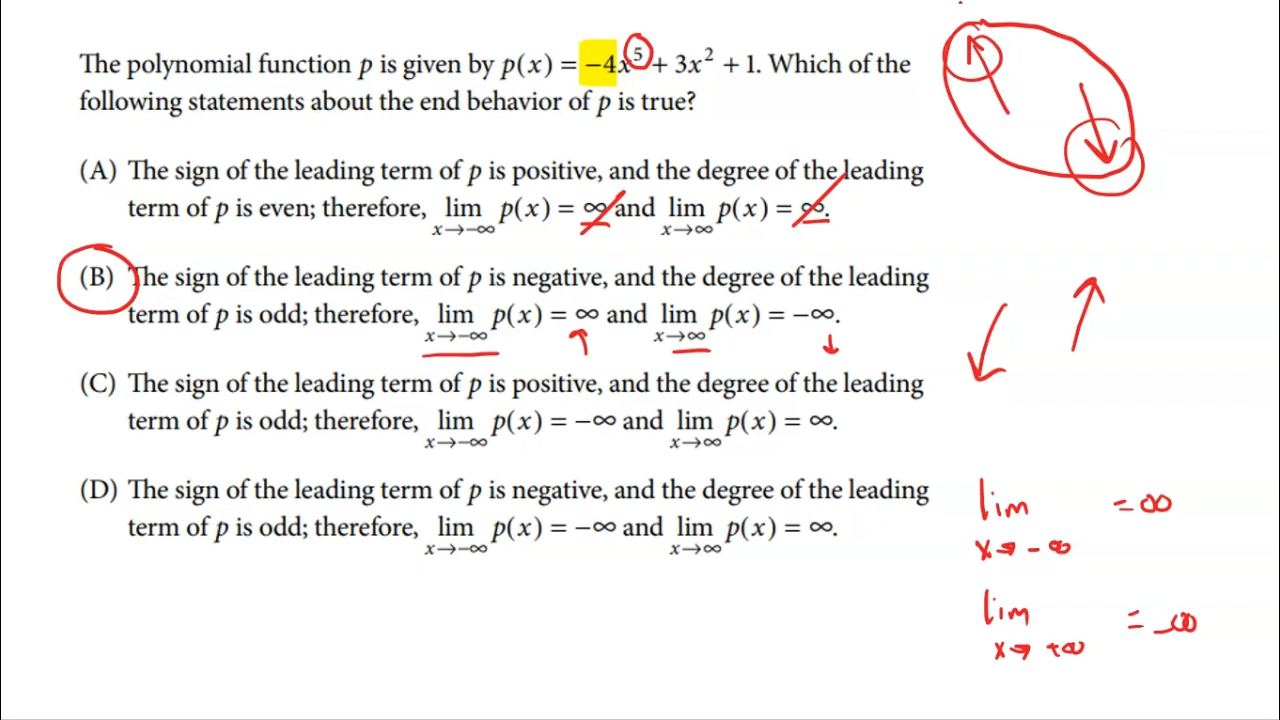 The polynomial function p is given by p(x) = −4x⁵ + 3x² + 1. Which of the
following statements about the end behavior of p is true?
(A) The sign of the leading term of p is positive, and the degree of the leading
term of p is even; therefore, lim x→−∞ p(x) = ∞ and lim x→∞ p(x) = ∞.
(B) The sign of the leading term of p is negative, and the degree of the leading
term of p is odd; therefore, lim x→−∞ p(x) = ∞ and lim x→∞ p(x) = −∞.
(C) The sign of the leading term of p is positive, and the degree of the leading
term of p is odd; therefore, lim x→−∞ p(x) = −∞ and lim x→∞ p(x) = ∞.
(D) The sign of the leading term of p is negative, and the degree of the leading
term of p is odd; therefore, lim x→−∞ p(x) = −∞ and lim x→∞ p(x) = ∞.
lim = ∞
x→ −∞
lim = −∞
x→ +∞